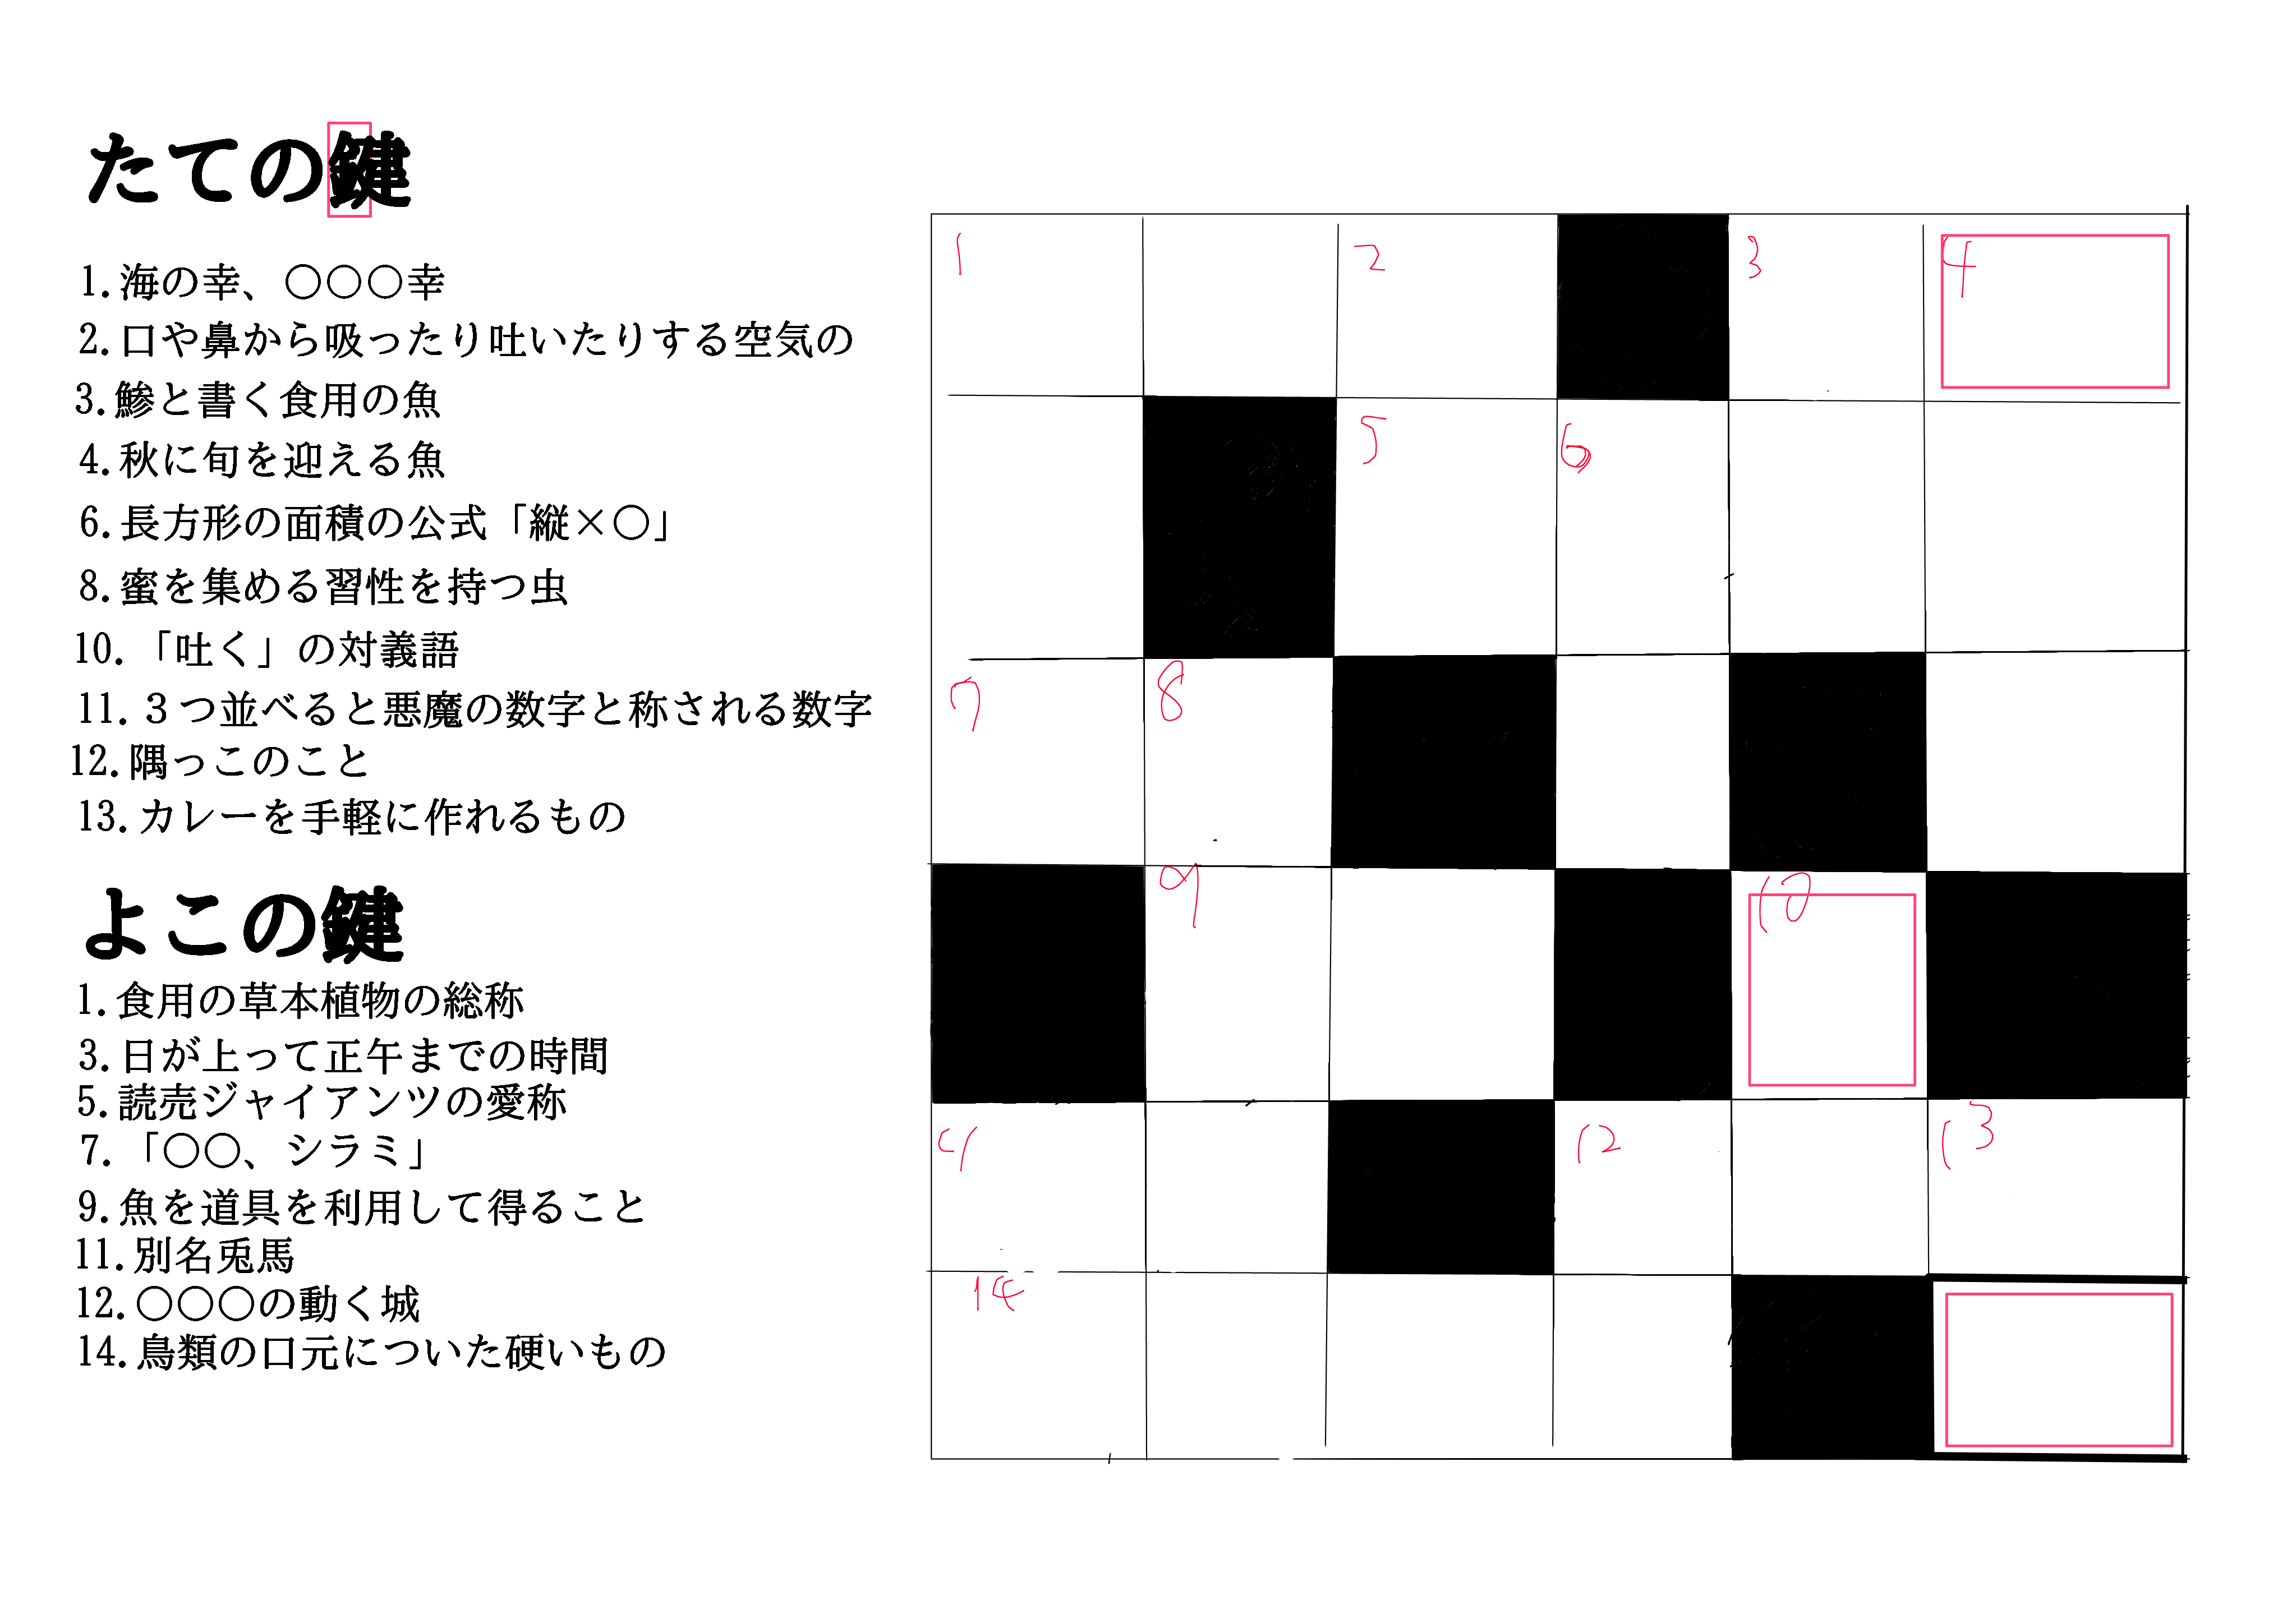 たての鍵
1. 海の幸、〇〇〇幸
2. 口や鼻から吸ったり吐いたりする空気の
3. 鯵と書く食用の魚
4. 秋に旬を迎える魚
6. 長方形の面積の公式「縦×〇」
8. 蜜を集める習性を持つ虫
10. 「吐く」の対義語
11. 3つ並べると悪魔の数字と称される数字
12. 隅っこのこと
13. カレーを手軽に作れるもの
よこの鍵
1. 食用の草本植物の総称
3. 日が上って正午までの時間
5. 読売ジャイアンツの愛称
7. 「〇〇、シラミ」
9. 魚を道具を利用して得ること
11. 別名兎馬
12. 〇〇〇の動く城
14. 鳥類の口元についた硬いもの
1 2 3 4
5 6
7 8
9 10
12 13
14